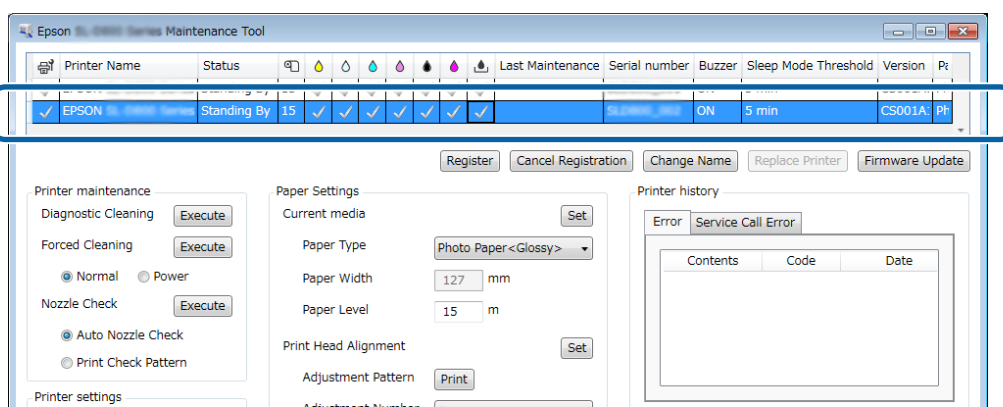 Epson Maintenance Tool
Printer Name Status Last Maintenance Serial number Buzzer Sleep Mode Threshold Version Pa
EPSON Standing By 15 ON 5 min CS001A: Ph
Register Cancel Registration Change Name Replace Printer Firmware Update
Printer maintenance Paper Settings Printer history
Diagnostic Cleaning Execute Current media Set Error Service Call Error
Forced Cleaning Execute Paper Type Photo Paper<Glossy> Contents Code Date
Normal Power Paper Width 127 mm
Nozzle Check Execute Paper Level 15 m
Auto Nozzle Check Print Head Alignment Set
Print Check Pattern Adjustment Pattern Print
Printer settings Adjustment Number